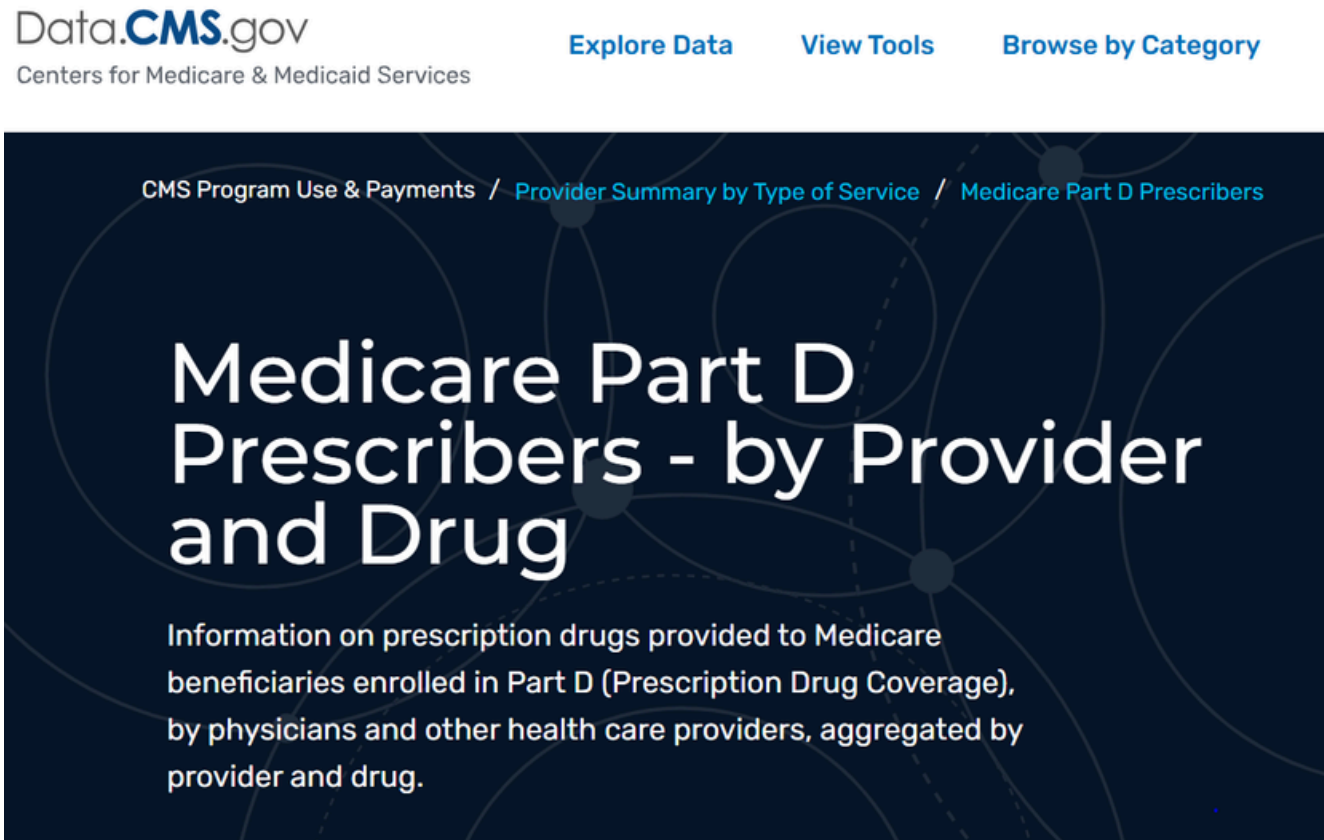 Data.CMS.gov
Centers for Medicare & Medicaid Services
Explore Data View Tools Browse by Category
CMS Program Use & Payments / Provider Summary by Type of Service / Medicare Part D Prescribers
Medicare Part D
Prescribers - by Provider
and Drug
Information on prescription drugs provided to Medicare
beneficiaries enrolled in Part D (Prescription Drug Coverage),
by physicians and other health care providers, aggregated by
provider and drug.